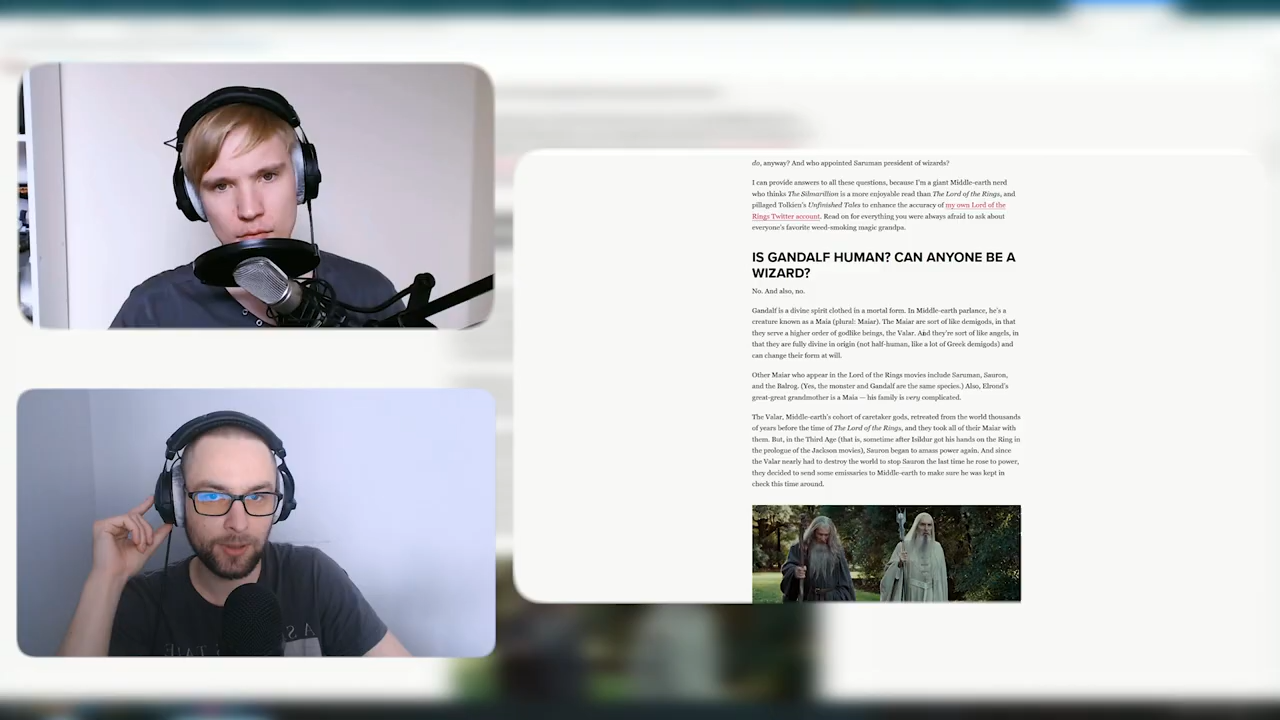 do, anyway? And who appointed Saruman president of wizards?
I can provide answers to all these questions, because I'm a giant Middle-earth nerd
who thinks The Silmarillion is a more enjoyable read than The Lord of the Rings, and
pillaged Tolkien's Unfinished Tales to enhance the accuracy of my own Lord of the
Rings Twitter account. Read on for everything you were always afraid to ask about
everyone's favorite weed-smoking magic grandpa.
IS GANDALF HUMAN? CAN ANYONE BE A
WIZARD?
No. And also, no.
Gandalf is a divine spirit clothed in a mortal form. In Middle-earth parlance, he's a
creature known as a Maia (plural: Maiar). The Maiar are sort of like demigods, in that
they serve a higher order of godlike beings, the Valar. And they're sort of like angels, in
that they are fully divine in origin (not half-human, like a lot of Greek demigods) and
can change their form at will.
Other Maiar who appear in the Lord of the Rings movies include Saruman, Sauron,
and the Balrog. (Yes, the monster and Gandalf are the same species.) Also, Elrond's
great-great grandmother is a Maia — his family is very complicated.
The Valar, Middle-earth's cohort of caretaker gods, retreated from the world thousands
of years before the time of The Lord of the Rings, and they took all of their Maiar with
them. But, in the Third Age (that is, sometime after Isildur got his hands on the Ring in
the prologue of the Jackson movies), Sauron began to amass power again. And since
the Valar nearly had to destroy the world to stop Sauron the last time he rose to power,
they decided to send some emissaries to Middle-earth to make sure he was kept in
check this time around.